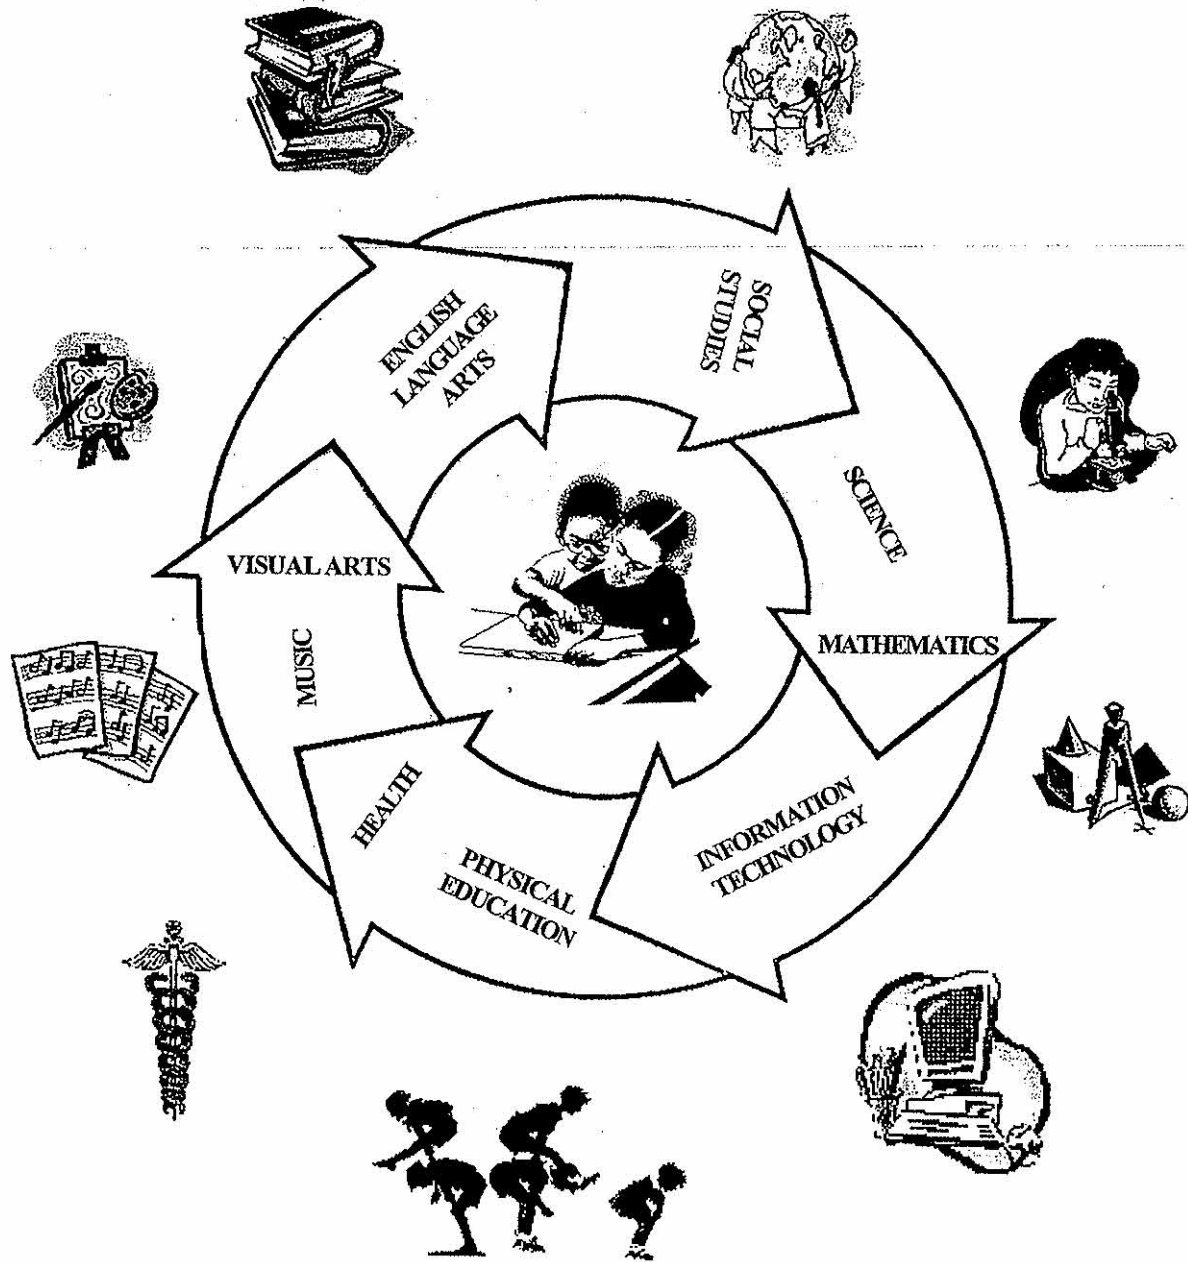 ENGLISH
LANGUAGE
ARTS
SOCIAL
STUDIES
SCIENCE
MATHEMATICS
INFORMATION
TECHNOLOGY
PHYSICAL
EDUCATION
HEALTH
MUSIC
VISUAL ARTS